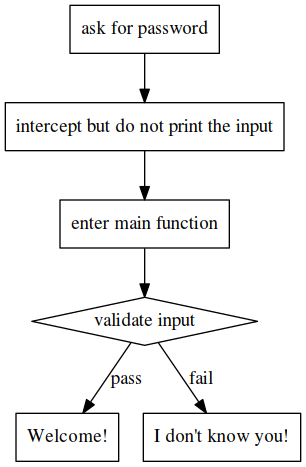 ask for password
intercept but do not print the input
enter main function
validate input
pass
fail
Welcome!
I don't know you!